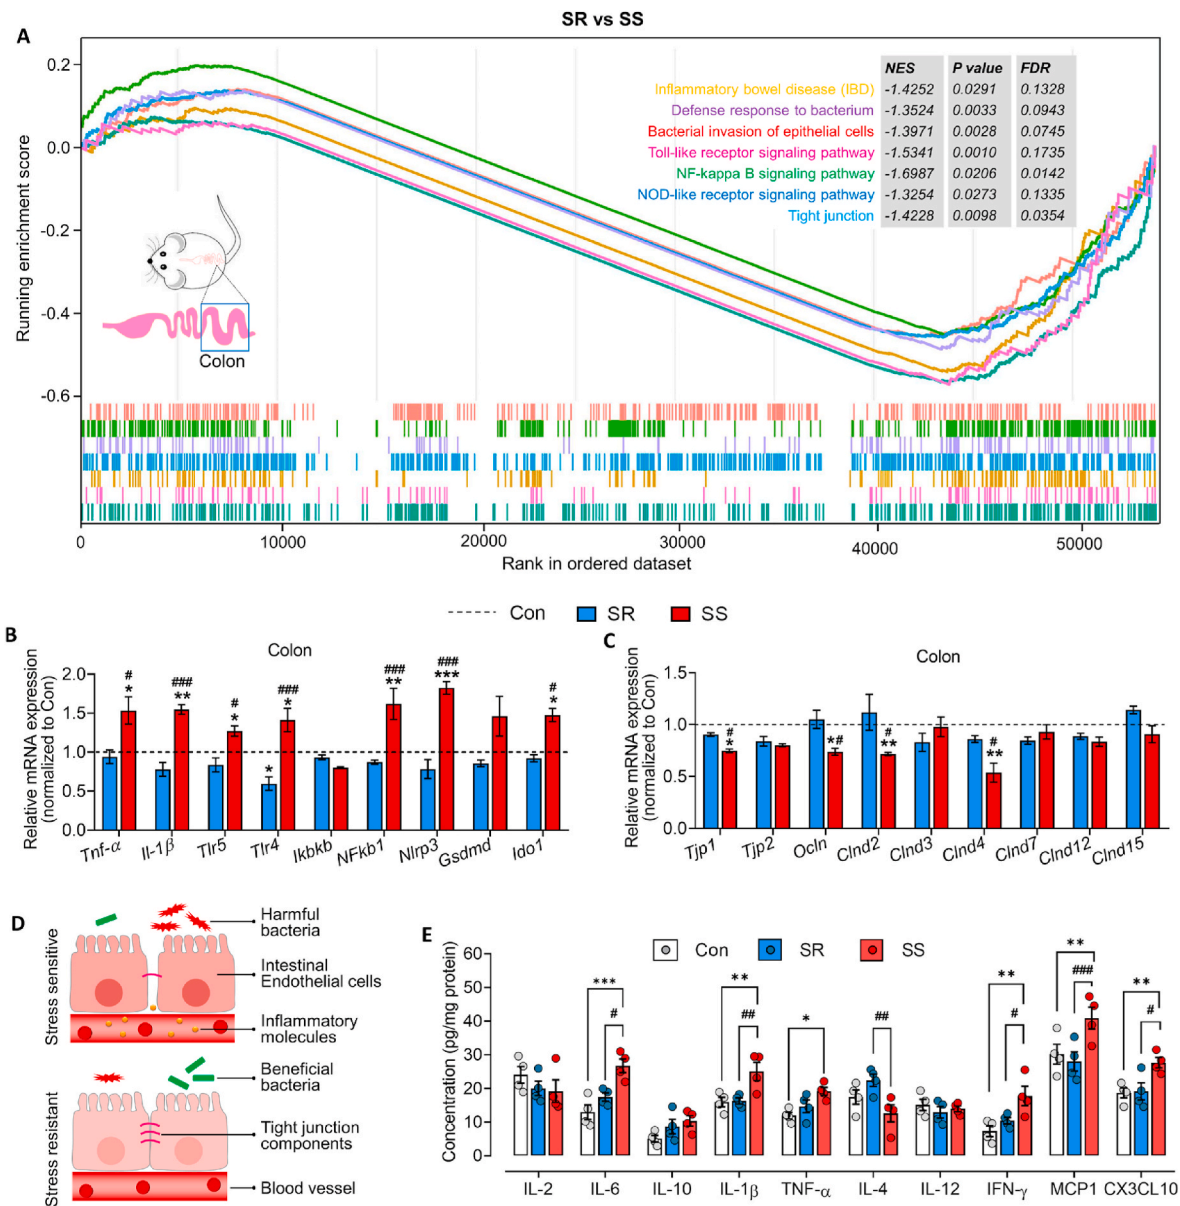 SR vs SS
A
0.2
0.0
-0.2
-0.4
-0.6
Running enrichment score
NES P value FDR
Inflammatory bowel disease (IBD) -1.4252 0.0291 0.1328
Defense response to bacterium -1.3524 0.0033 0.0943
Bacterial invasion of epithelial cells -1.3971 0.0028 0.0745
Toll-like receptor signaling pathway -1.5341 0.0010 0.1735
NF-kappa B signaling pathway -1.6987 0.0206 0.0142
NOD-like receptor signaling pathway -1.3254 0.0273 0.1335
Tight junction -1.4228 0.0098 0.0354
Colon
0 10000 20000 30000 40000 50000
Rank in ordered dataset
Con SR SS
B
Colon
Relative mRNA expression
(normalized to Con)
2.0
1.5
1.0
0.5
0.0
# ### # ### ### ### #
* ** * * ** *** *
*
Tnf-α Il-1β Tlr5 Tlr4 Ikbkb NFkb1 Nlrp3 Gsdmd Ido1
C
Colon
Relative mRNA expression
(normalized to Con)
1.5
1.0
0.5
0.0
# *# # #
* ** **
Tjp1 Tjp2 Ocln Clnd2 Clnd3 Clnd4 Clnd7 Clnd12 Clnd15
D
Stress sensitive
Harmful
bacteria
Intestinal
Endothelial cells
Inflammatory
molecules
Stress resistant
Beneficial
bacteria
Tight junction
components
Blood vessel
E
Con SR SS
Concentration (pg/mg protein)
60
50
40
30
20
10
0
*** ** * ## ** ** **
# ## # ### #
IL-2 IL-6 IL-10 IL-1β TNF-α IL-4 IL-12 IFN-γ MCP1 CX3CL10